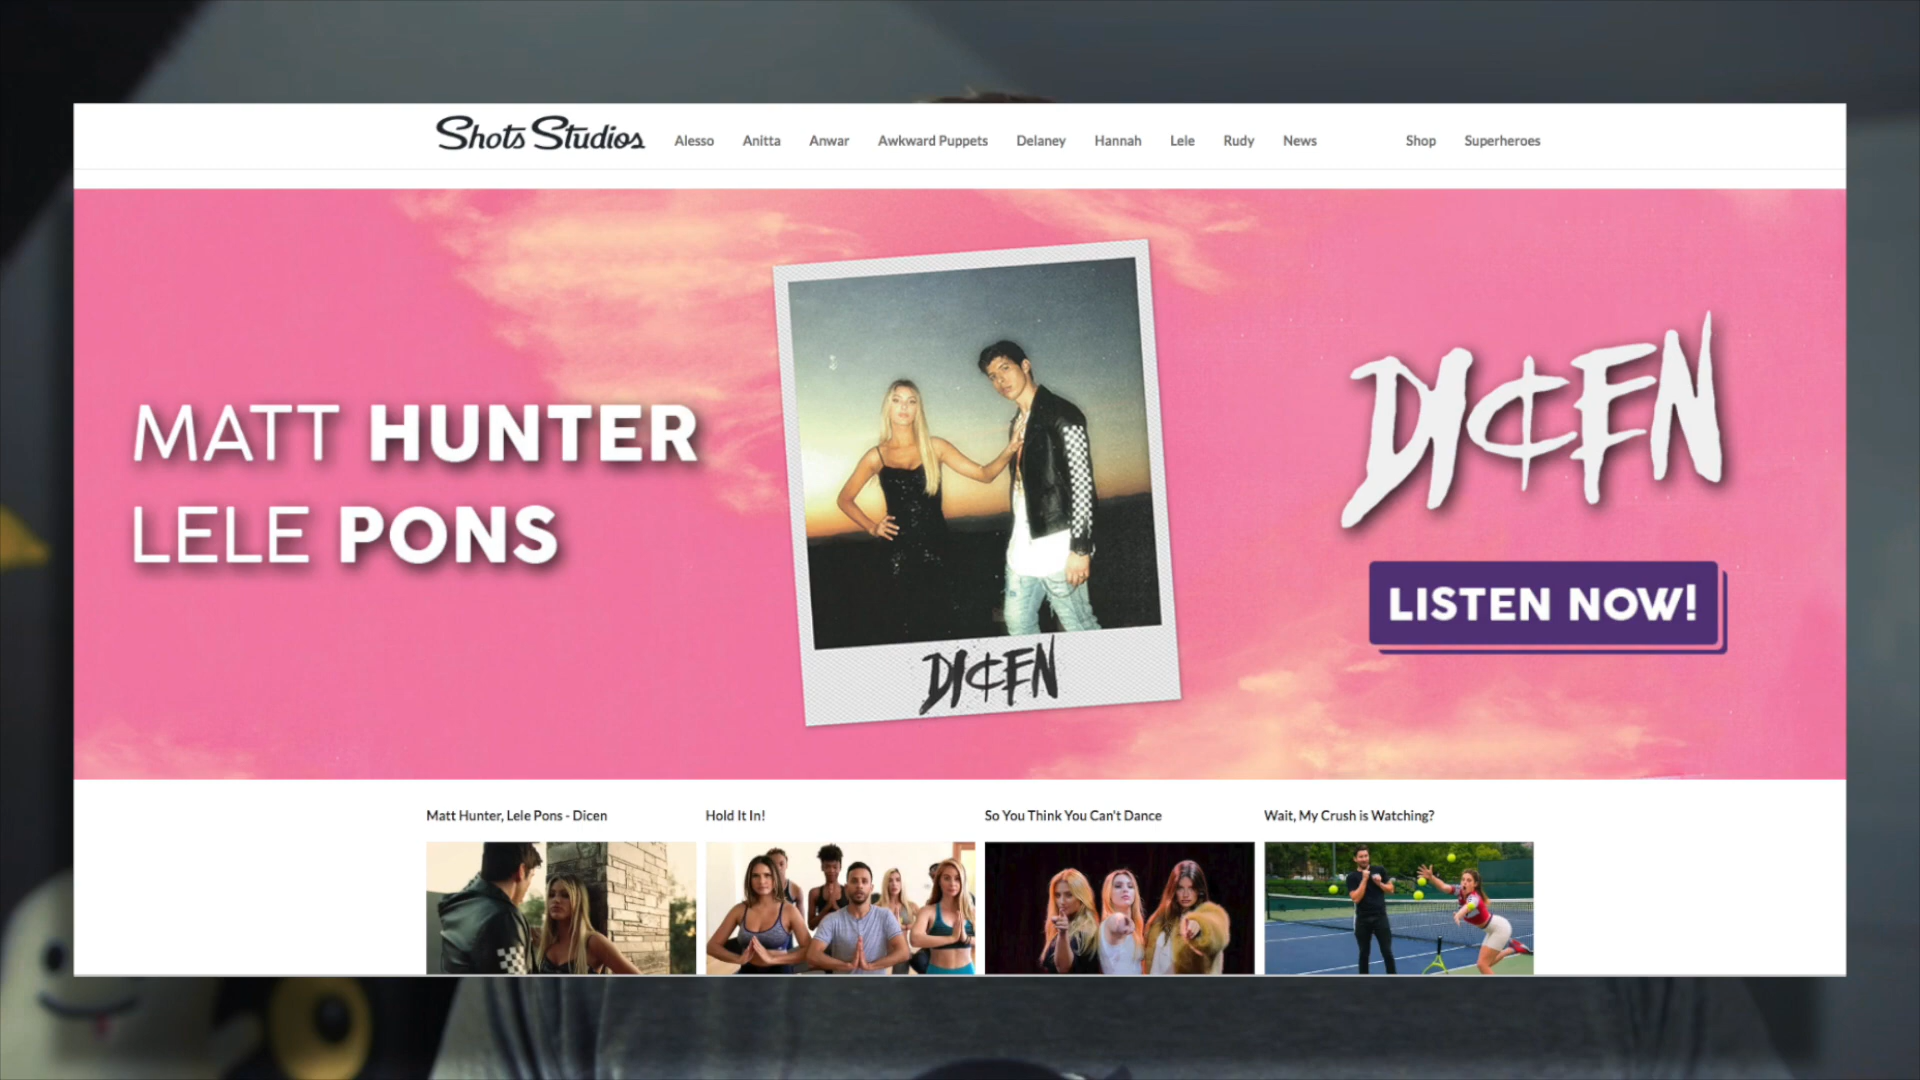 Shots Studios Alesso Anitta Anwar Awkward Puppets Delaney Hannah Lele Rudy News Shop Superheroes
MATT HUNTER
LELE PONS
DI¢EN
DI¢EN
LISTEN NOW!
Matt Hunter, Lele Pons - Dicen
Hold It In!
So You Think You Can't Dance
Wait, My Crush is Watching?